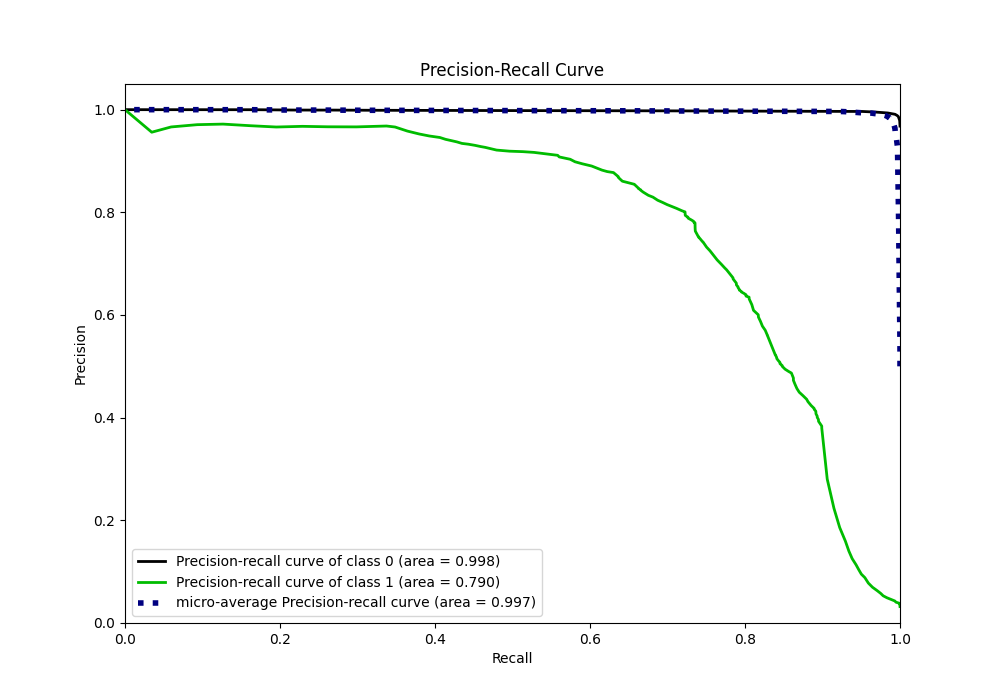 Precision-Recall Curve
1.0
0.8
0.6
0.4
0.2
0.0
Precision
Precision-recall curve of class 0 (area = 0.998)
Precision-recall curve of class 1 (area = 0.790)
micro-average Precision-recall curve (area = 0.997)
0.0 0.2 0.4 0.6 0.8 1.0
Recall